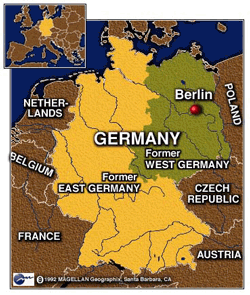 Berlin
POLAND
NETHER-
LANDS
GERMANY
Former
WEST GERMANY
BELGIUM
Former
EAST GERMANY
CZECH
REPUBLIC
FRANCE
AUSTRIA
© 1992 MAGELLAN Geographix, Santa Barbara, CA